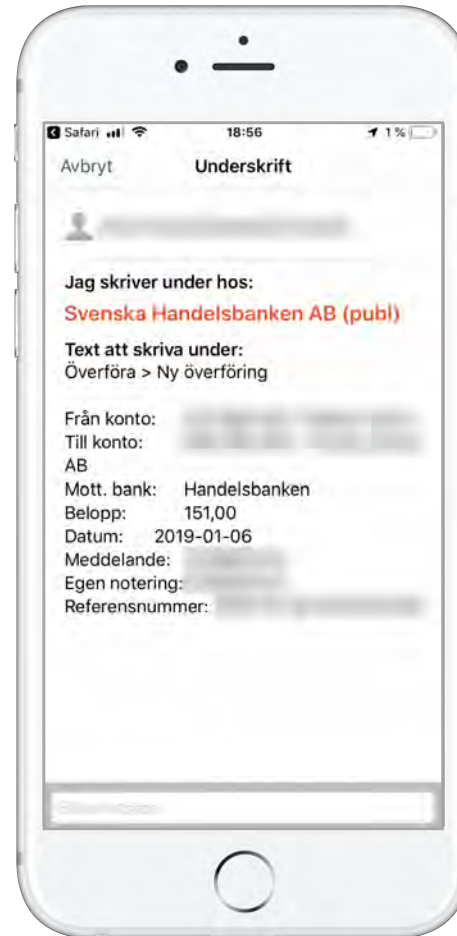 Safari 18:56 1 %
Avbryt Underskrift
Jag skriver under hos:
Svenska Handelsbanken AB (publ)
Text att skriva under:
Överföra > Ny överföring
Från konto:
Till konto:
AB
Mott. bank: Handelsbanken
Belopp: 151,00
Datum: 2019-01-06
Meddelande:
Egen notering:
Referensnummer: